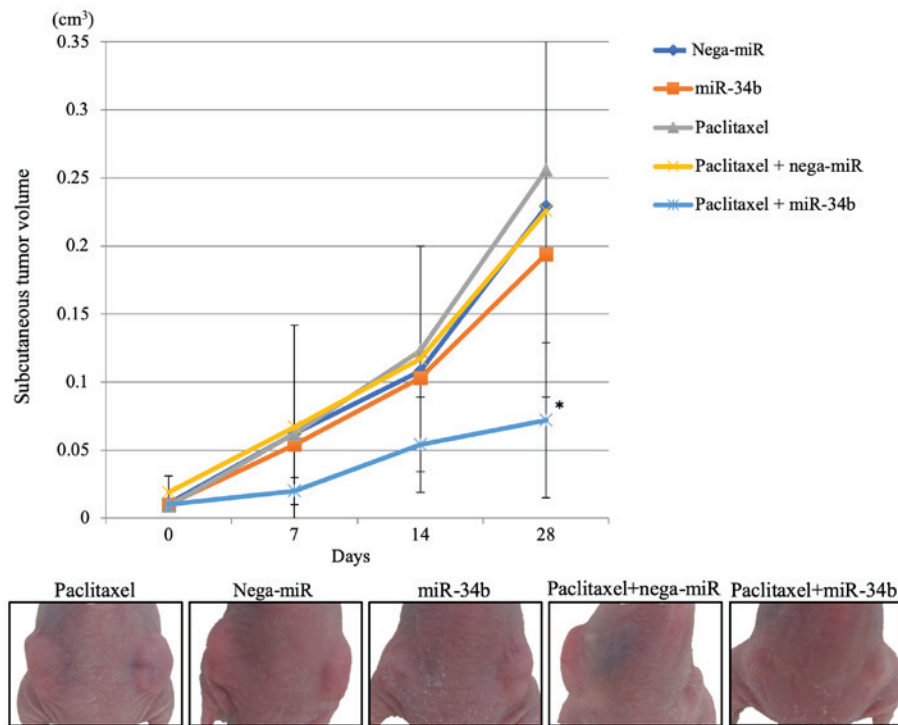 (cm³)
0.35
0.3
0.25
0.2
0.15
0.1
0.05
0
Subcutaneous tumor volume
0 7 14 28
Days
*
Nega-miR
miR-34b
Paclitaxel
Paclitaxel + nega-miR
Paclitaxel + miR-34b
Paclitaxel Nega-miR miR-34b Paclitaxel+nega-miR Paclitaxel+miR-34b